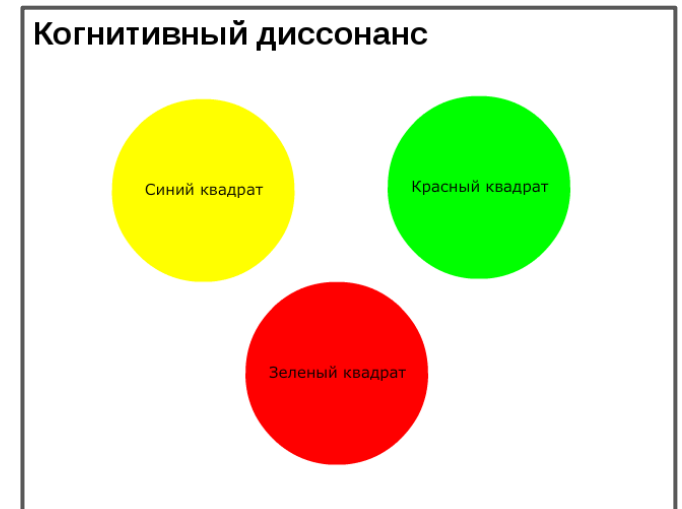 Когнитивный диссонанс
Синий квадрат
Красный квадрат
Зеленый квадрат